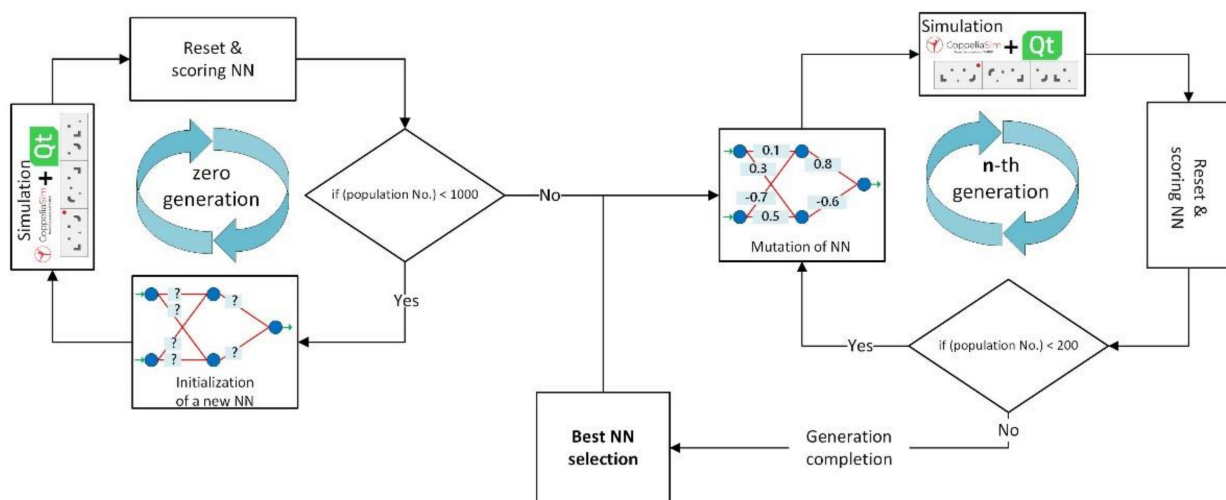 Reset &
scoring NN
Simulation
CoppeliaSim
+
Qt
zero
generation
if (population No.) < 1000
No
Yes
?
?
?
?
?
?
Initialization
of a new NN
Simulation
CoppeliaSim
+
Qt
0.1
0.3
0.8
-0.7
-0.6
0.5
Mutation of NN
n-th
generation
Reset &
scoring NN
if (population No.) < 200
Yes
No
Generation
completion
Best NN
selection